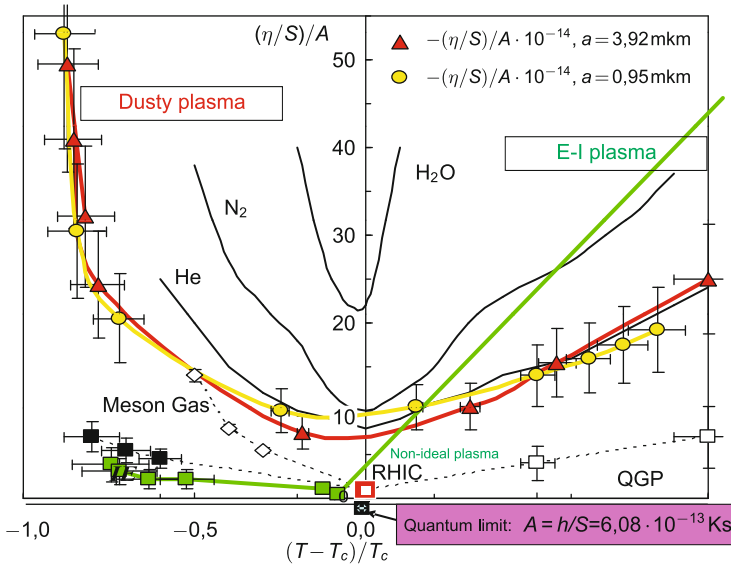 (η/S)/A
50
−(η/S)/A · 10⁻¹⁴, a = 3,92 mkm
−(η/S)/A · 10⁻¹⁴, a = 0,95 mkm
Dusty plasma
40
E-I plasma
H₂O
N₂
30
He
20
Meson Gas
10
Non-ideal plasma
RHIC
QGP
μ
0
−1,0
−0,5
0,0
Quantum limit: A = h/S=6,08 · 10⁻¹³ Ks
(T − Tc)/Tc